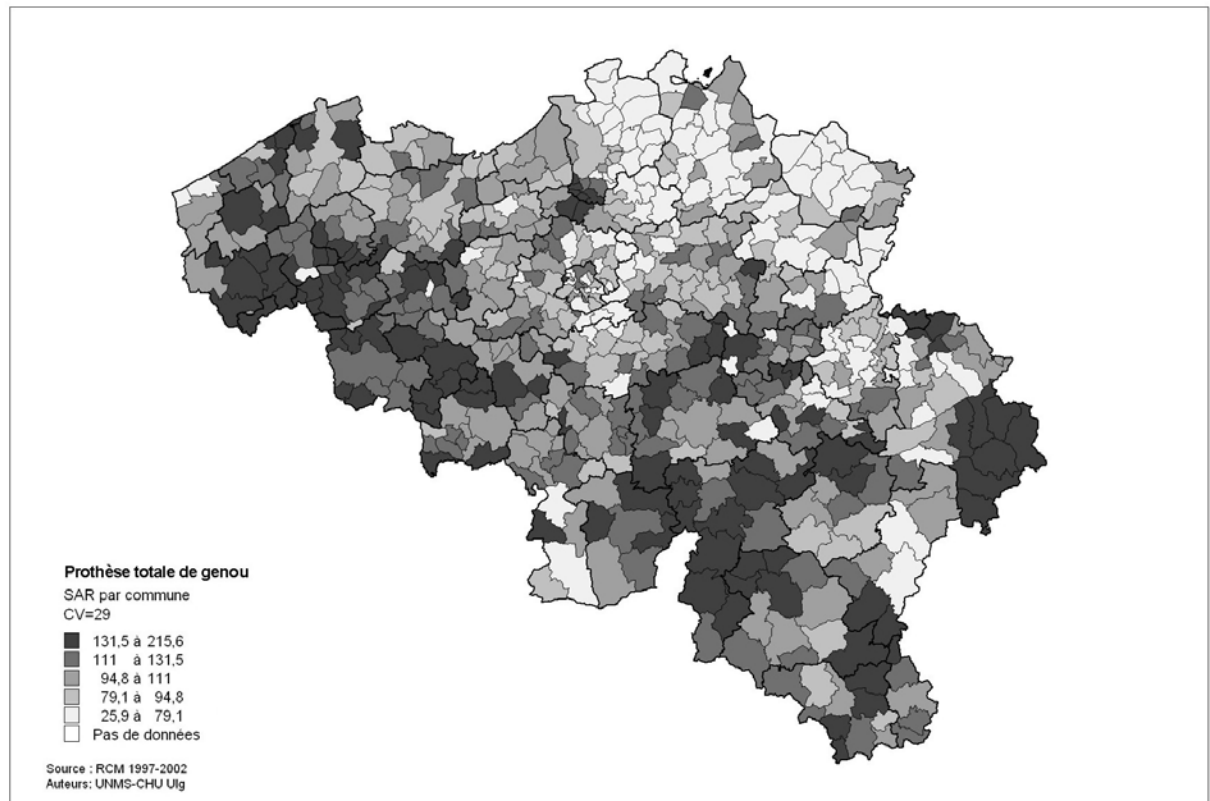 Prothèse totale de genou
SAR par commune
CV=29
131,5 à 215,6
111 à 131,5
94,8 à 111
79,1 à 94,8
25,9 à 79,1
Pas de données
Source : RCM 1997-2002
Auteurs: UNMS-CHU Ulg